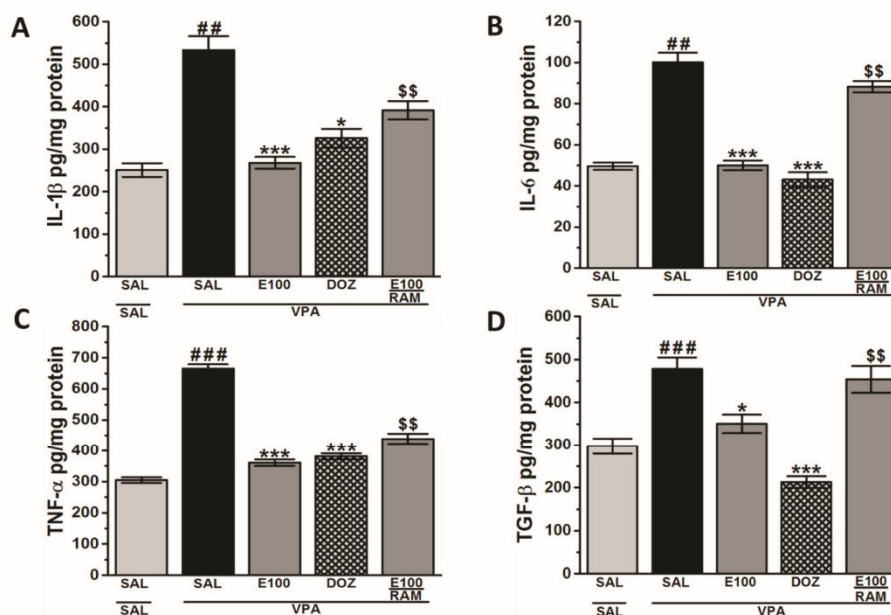 A
IL-1β pg/mg protein
600
500
400
300
200
100
0
##
***
*
$$
SAL
SAL
SAL
E100
DOZ
E100
RAM
VPA
B
IL-6 pg/mg protein
120
100
80
60
40
20
0
##
***
***
$$
SAL
SAL
SAL
E100
DOZ
E100
RAM
VPA
C
TNF-α pg/mg protein
800
700
600
500
400
300
200
100
0
###
***
***
$$
SAL
SAL
SAL
E100
DOZ
E100
RAM
VPA
D
TGF-β pg/mg protein
500
400
300
200
100
0
###
*
***
$$
SAL
SAL
SAL
E100
DOZ
E100
RAM
VPA